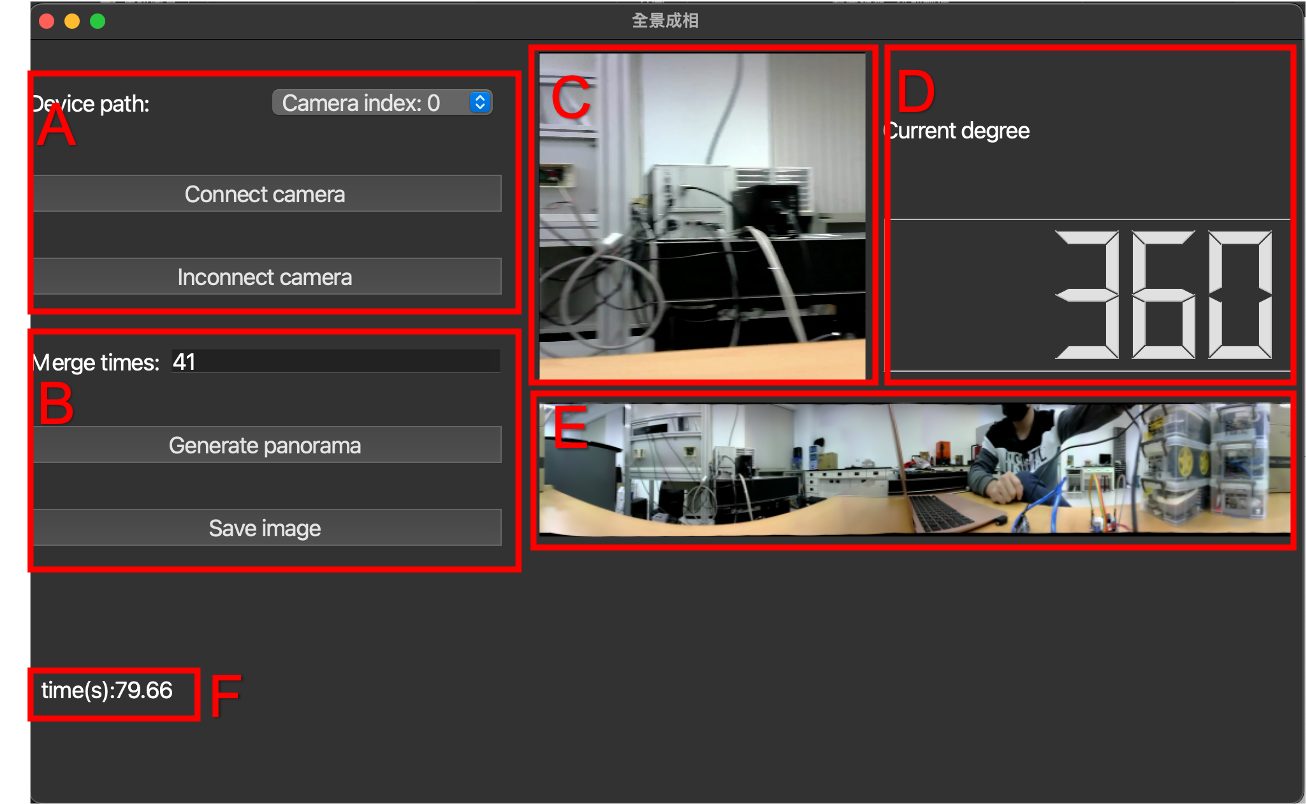 全景成相
A
Device path:
Camera index: 0
Connect camera
Inconnect camera
B
Merge times: 41
Generate panorama
Save image
C
D
Current degree
360
E
time(s):79.66
F